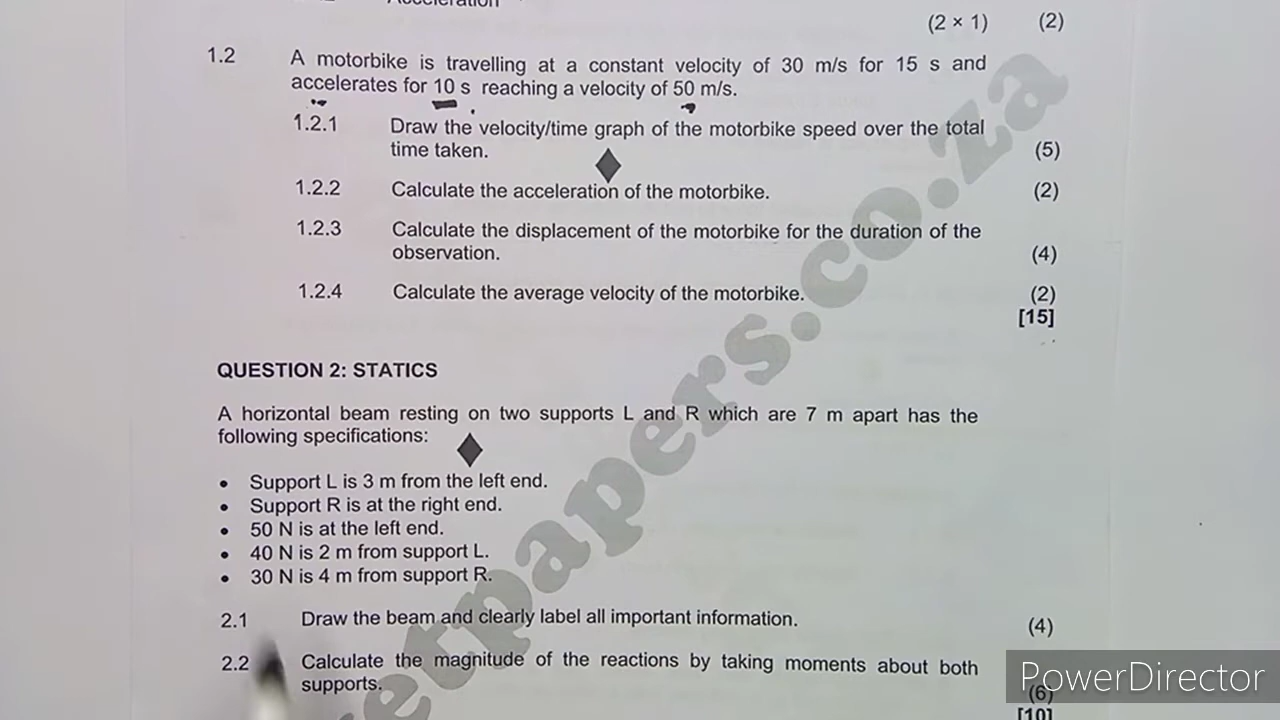 Acceleration
(2 × 1) (2)
1.2 A motorbike is travelling at a constant velocity of 30 m/s for 15 s and
accelerates for 10 s reaching a velocity of 50 m/s.
1.2.1 Draw the velocity/time graph of the motorbike speed over the total
time taken. (5)
1.2.2 Calculate the acceleration of the motorbike. (2)
1.2.3 Calculate the displacement of the motorbike for the duration of the
observation. (4)
1.2.4 Calculate the average velocity of the motorbike. (2)
[15]
QUESTION 2: STATICS
A horizontal beam resting on two supports L and R which are 7 m apart has the
following specifications:
• Support L is 3 m from the left end.
• Support R is at the right end.
• 50 N is at the left end.
• 40 N is 2 m from support L.
• 30 N is 4 m from support R.
2.1 Draw the beam and clearly label all important information. (4)
2.2 Calculate the magnitude of the reactions by taking moments about both
supports. (6)
[10]
etpapers.co.za
PowerDirector